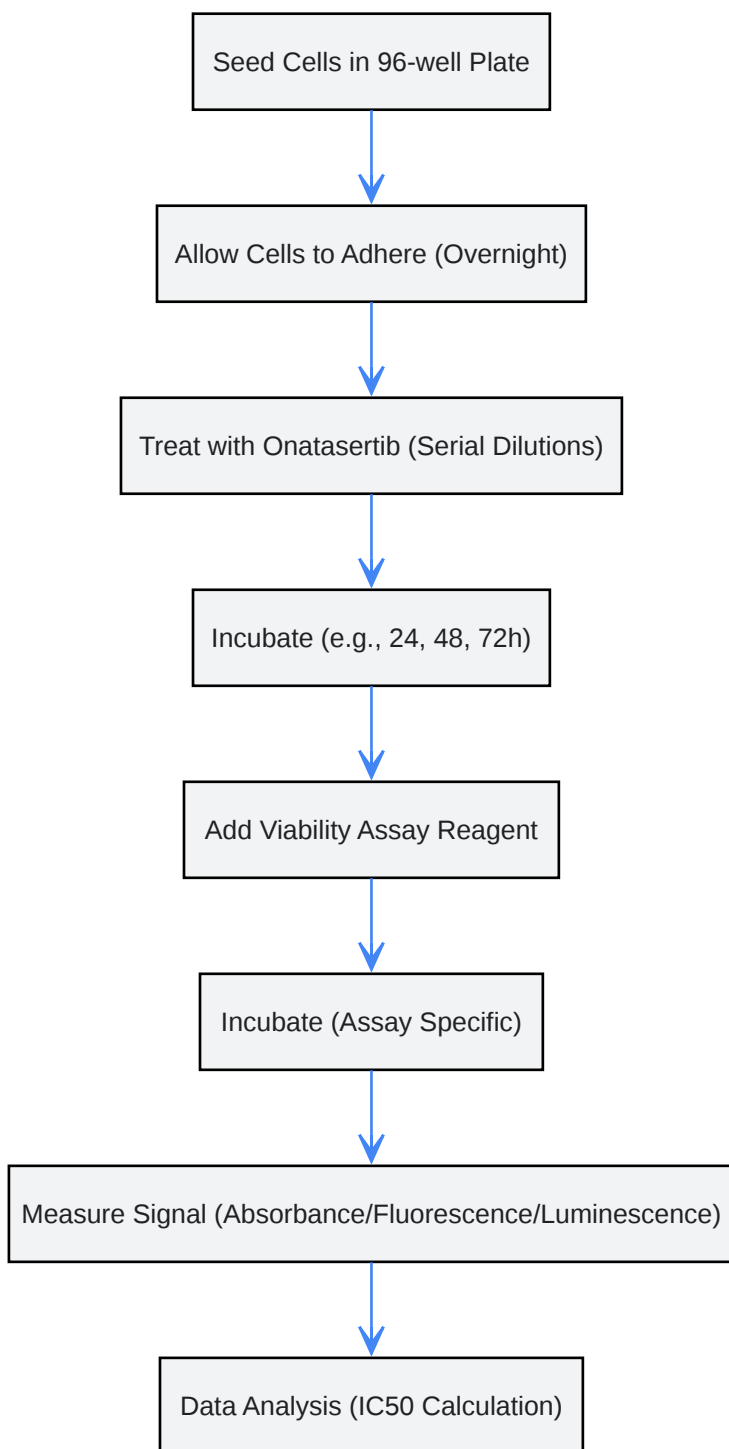 Seed Cells in 96-well Plate
Allow Cells to Adhere (Overnight)
Treat with Onatasertib (Serial Dilutions)
Incubate (e.g., 24, 48, 72h)
Add Viability Assay Reagent
Incubate (Assay Specific)
Measure Signal (Absorbance/Fluorescence/Luminescence)
Data Analysis (IC50 Calculation)